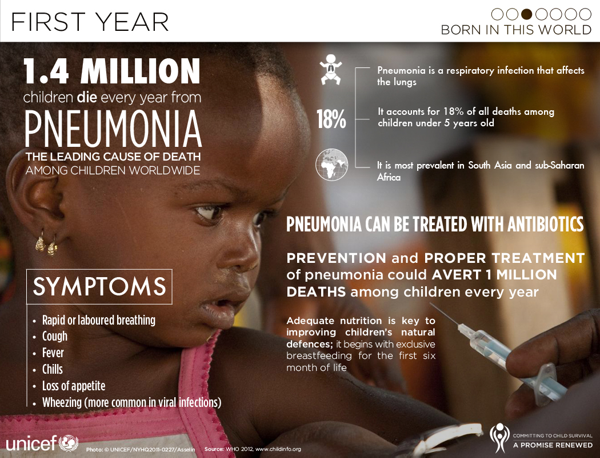 FIRST YEAR
BORN IN THIS WORLD
1.4 MILLION
children die every year from
PNEUMONIA
THE LEADING CAUSE OF DEATH
AMONG CHILDREN WORLDWIDE
Pneumonia is a respiratory infection that affects
the lungs
18%
It accounts for 18% of all deaths among
children under 5 years old
It is most prevalent in South Asia and sub-Saharan
Africa
PNEUMONIA CAN BE TREATED WITH ANTIBIOTICS
PREVENTION and PROPER TREATMENT
of pneumonia could AVERT 1 MILLION
DEATHS among children every year
Adequate nutrition is key to
improving children's natural
defences; it begins with exclusive
breastfeeding for the first six
month of life
SYMPTOMS
• Rapid or laboured breathing
• Cough
• Fever
• Chills
• Loss of appetite
• Wheezing (more common in viral infections)
unicef
Photo: © UNICEF/NYHQ2011-0227/Asselin Source: WHO 2012, www.childinfo.org
COMMITTING TO CHILD SURVIVAL
A PROMISE RENEWED